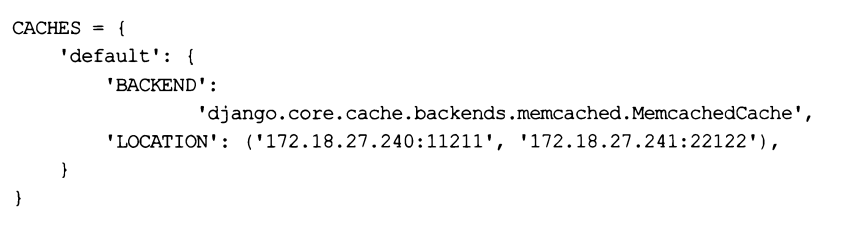 CACHES = {
    'default': {
        'BACKEND':
                'django.core.cache.backends.memcached.MemcachedCache',
        'LOCATION': ('172.18.27.240:11211', '172.18.27.241:22122'),
    }
}